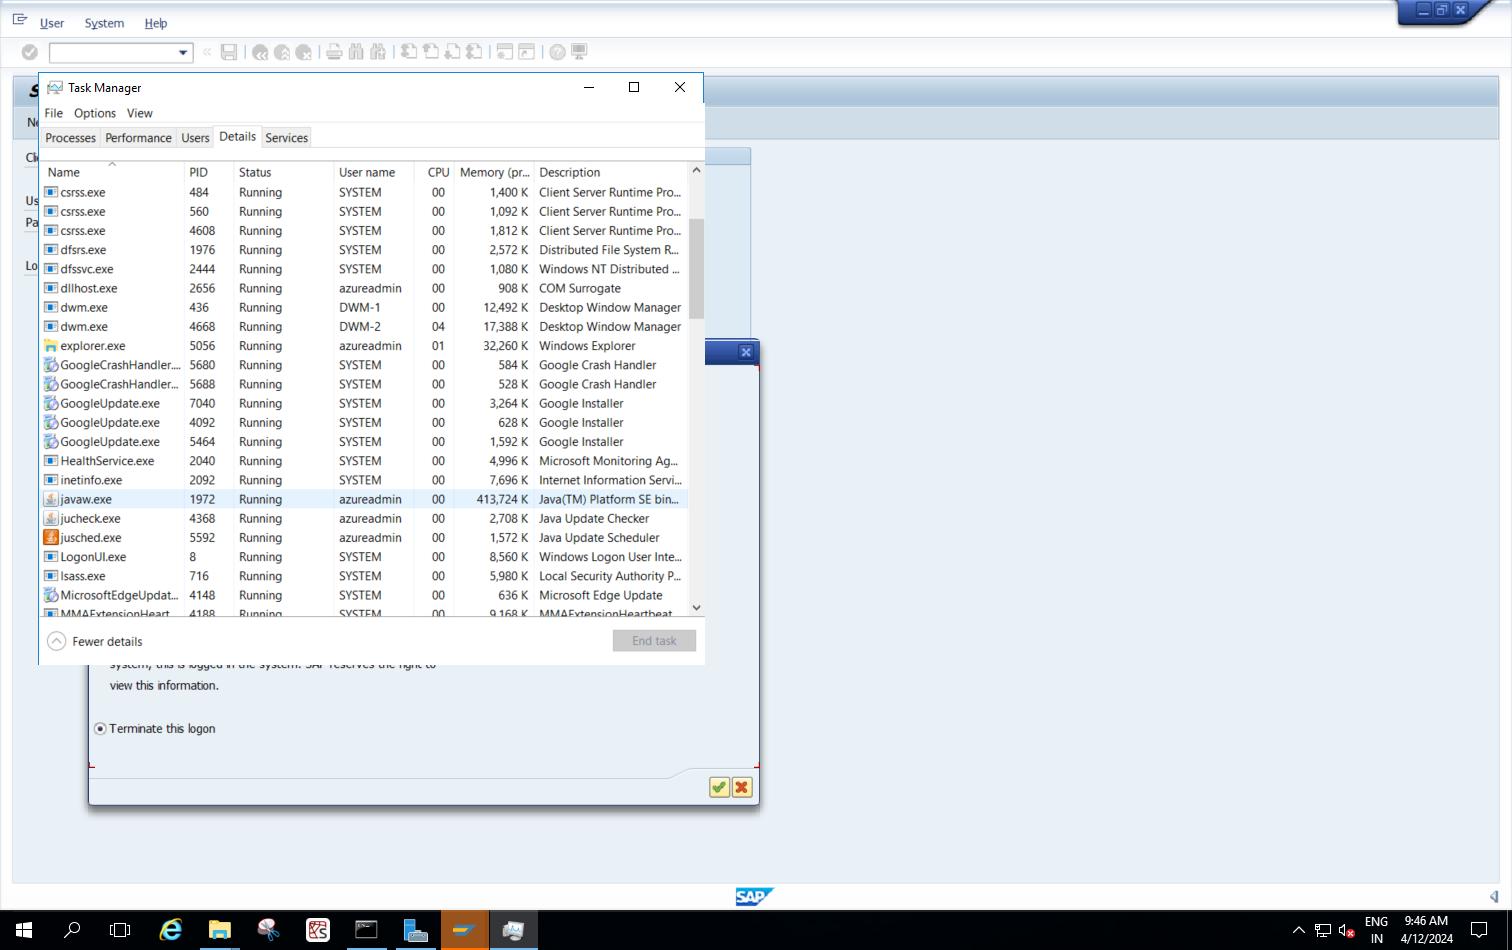 User System Help
Task Manager
File Options View
Processes Performance Users Details Services
Name PID Status User name CPU Memory (pr... Description
csrss.exe 484 Running SYSTEM 00 1,400 K Client Server Runtime Pro...
csrss.exe 560 Running SYSTEM 00 1,092 K Client Server Runtime Pro...
csrss.exe 4608 Running SYSTEM 00 1,812 K Client Server Runtime Pro...
dfsrs.exe 1976 Running SYSTEM 00 2,572 K Distributed File System R...
dfssvc.exe 2444 Running SYSTEM 00 1,080 K Windows NT Distributed ...
dllhost.exe 2656 Running azureadmin 00 908 K COM Surrogate
dwm.exe 436 Running DWM-1 00 12,492 K Desktop Window Manager
dwm.exe 4668 Running DWM-2 04 17,388 K Desktop Window Manager
explorer.exe 5056 Running azureadmin 01 32,260 K Windows Explorer
GoogleCrashHandler.... 5680 Running SYSTEM 00 584 K Google Crash Handler
GoogleCrashHandler... 5688 Running SYSTEM 00 528 K Google Crash Handler
GoogleUpdate.exe 7040 Running SYSTEM 00 3,264 K Google Installer
GoogleUpdate.exe 4092 Running SYSTEM 00 628 K Google Installer
GoogleUpdate.exe 5464 Running SYSTEM 00 1,592 K Google Installer
HealthService.exe 2040 Running SYSTEM 00 4,996 K Microsoft Monitoring Ag...
inetinfo.exe 2092 Running SYSTEM 00 7,696 K Internet Information Servi...
javaw.exe 1972 Running azureadmin 00 413,724 K Java(TM) Platform SE bin...
jucheck.exe 4368 Running azureadmin 00 2,708 K Java Update Checker
jusched.exe 5592 Running azureadmin 00 1,572 K Java Update Scheduler
LogonUI.exe 8 Running SYSTEM 00 8,560 K Windows Logon User Inte...
lsass.exe 716 Running SYSTEM 00 5,980 K Local Security Authority P...
MicrosoftEdgeUpdat... 4148 Running SYSTEM 00 636 K Microsoft Edge Update
MMAExtensionHeart... 4188 Running SYSTEM 00 9,168 K MMAExtensionHeartbeat
Fewer details End task
system, this is logged in the system. SAP reserves the right to
view this information.
Terminate this logon
SAP
ENG 9:46 AM
IN 4/12/2024